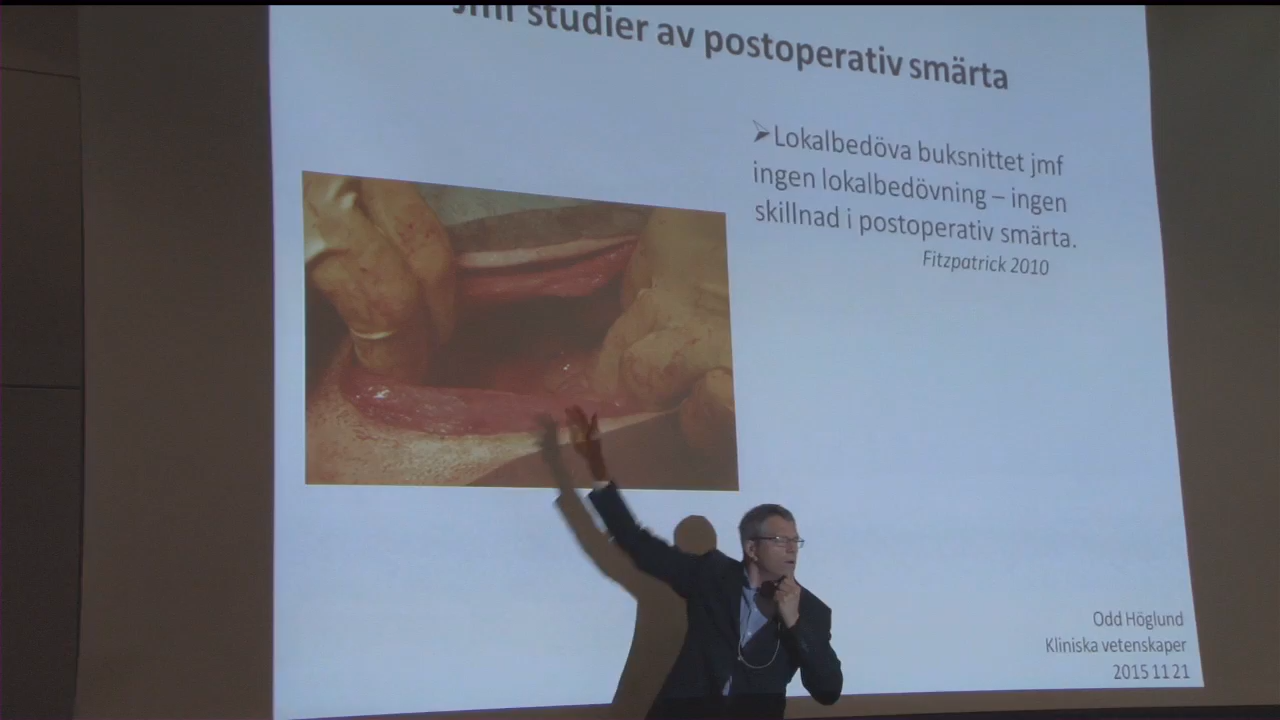 jmf studier av postoperativ smärta
➢Lokalbedöva buksnittet jmf
ingen lokalbedövning – ingen
skillnad i postoperativ smärta.
Fitzpatrick 2010
Odd Höglund
Kliniska vetenskaper
2015 11 21